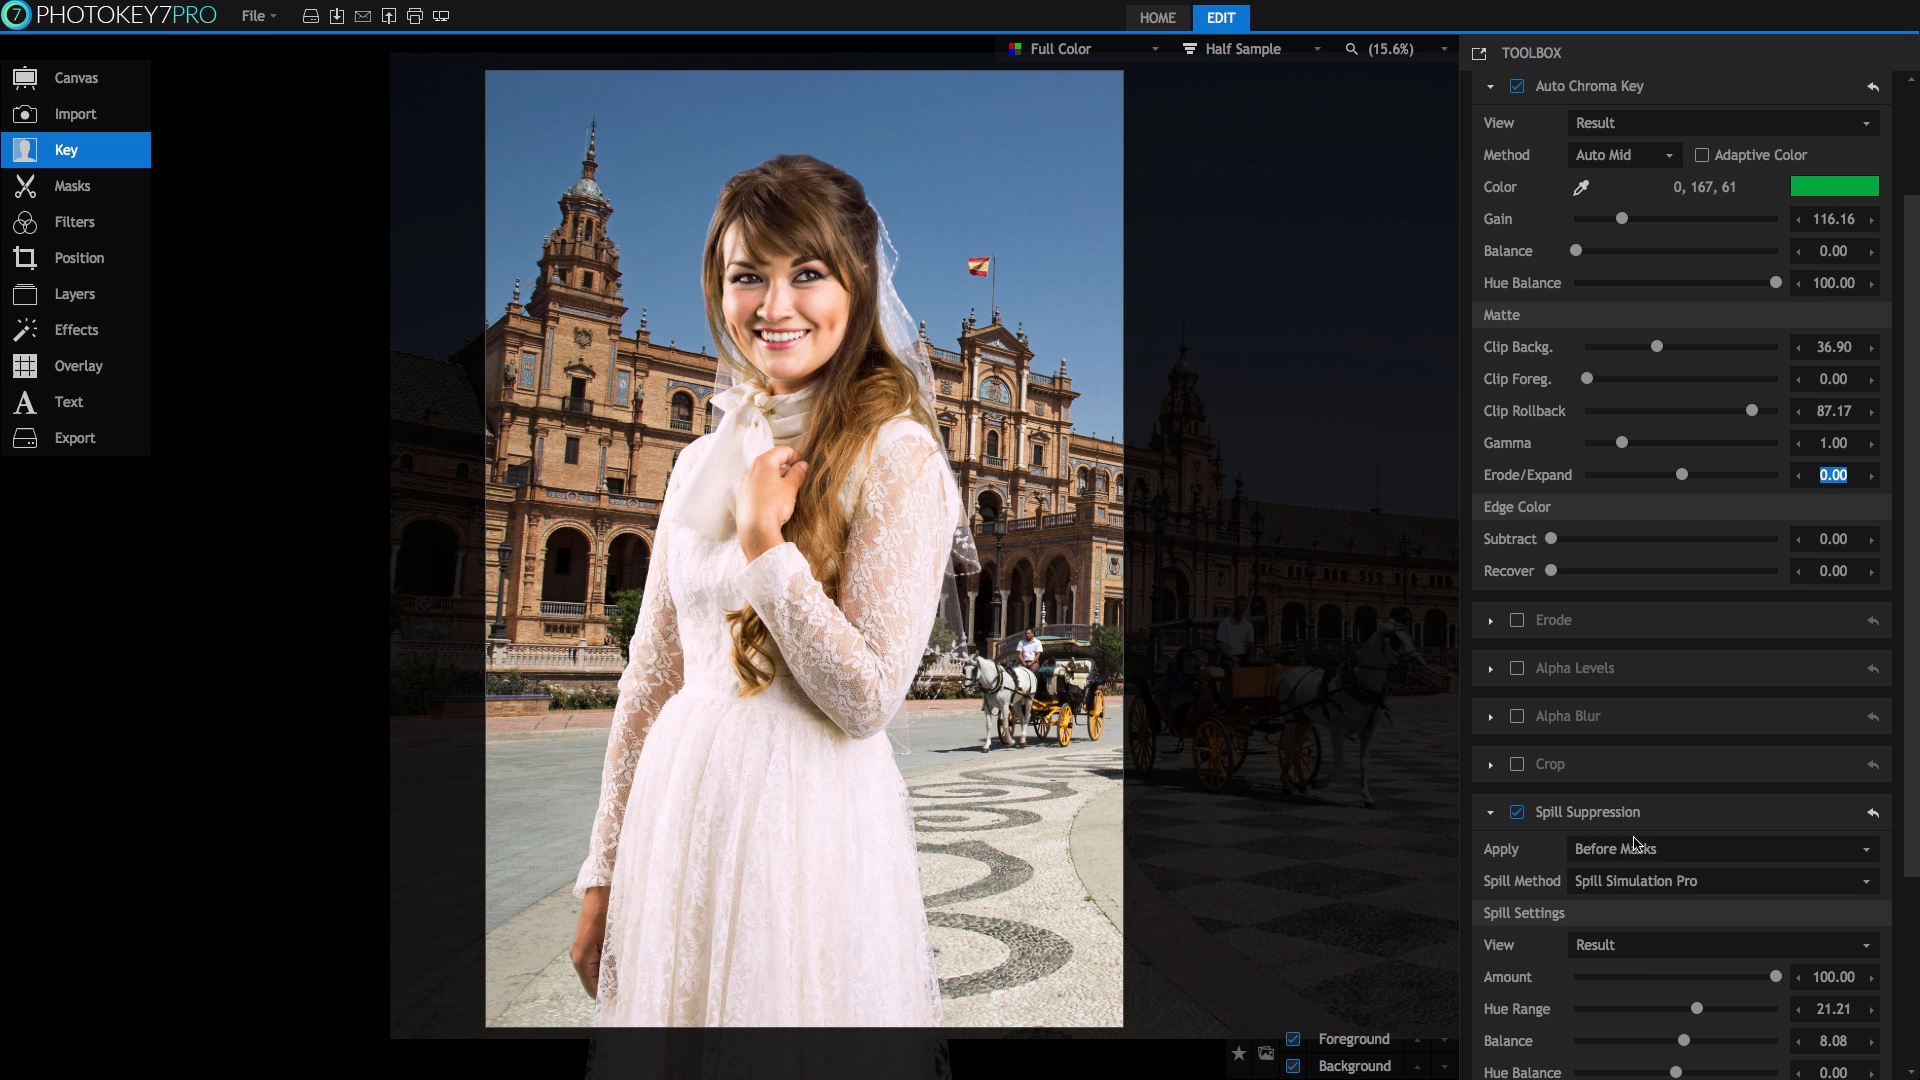 7 PHOTOKEY7PRO File HOME EDIT
Full Color Half Sample (15.6%)
Canvas
Import
Key
Masks
Filters
Position
Layers
Effects
Overlay
Text
Export
TOOLBOX
Auto Chroma Key
View Result
Method Auto Mid Adaptive Color
Color 0, 167, 61
Gain 116.16
Balance 0.00
Hue Balance 100.00
Matte
Clip Backg. 36.90
Clip Foreg. 0.00
Clip Rollback 87.17
Gamma 1.00
Erode/Expand 0.00
Edge Color
Subtract 0.00
Recover 0.00
Erode
Alpha Levels
Alpha Blur
Crop
Spill Suppression
Apply Before Masks
Spill Method Spill Simulation Pro
Spill Settings
View Result
Amount 100.00
Hue Range 21.21
Balance 8.08
Hue Balance 0.00
Foreground
Background